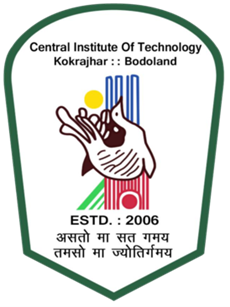 Central Institute Of Technology
Kokrajhar : : Bodoland
ESTD. : 2006
असतो मा सत गमय
तमसो मा ज्योतिर्गमय